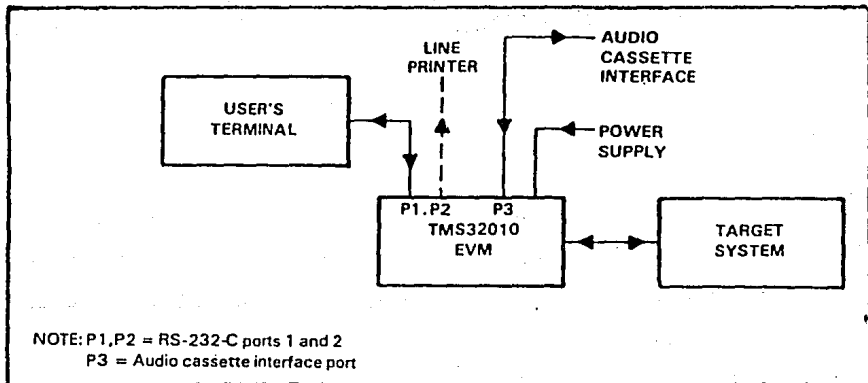 LINE
PRINTER
AUDIO
CASSETTE
INTERFACE
USER'S
TERMINAL
POWER
SUPPLY
P1.P2 P3
TMS32010
EVM
TARGET
SYSTEM
NOTE: P1,P2 = RS-232-C ports 1 and 2
P3 = Audio cassette interface port